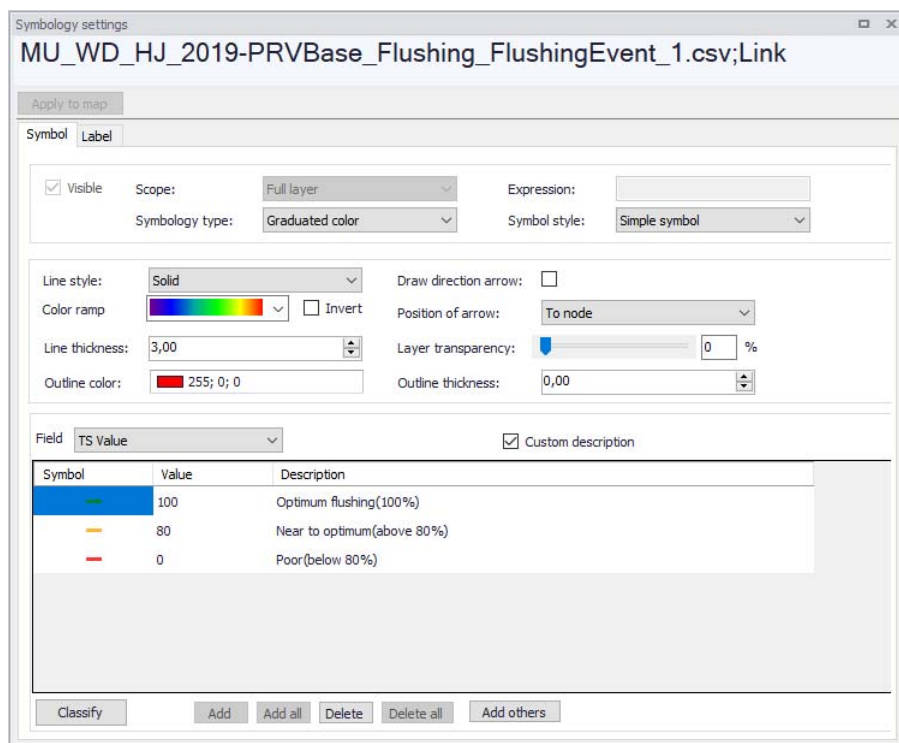 Symbology settings
MU_WD_HJ_2019-PRVBase_Flushing_FlushingEvent_1.csv;Link
Apply to map
Symbol Label
Visible Scope: Full layer Expression:
Symbology type: Graduated color Symbol style: Simple symbol
Line style: Solid Draw direction arrow:
Color ramp Invert Position of arrow: To node
Line thickness: 3,00 Layer transparency: 0 %
Outline color: 255; 0; 0 Outline thickness: 0,00
Field TS Value Custom description
Symbol Value Description
100 Optimum flushing(100%)
80 Near to optimum(above 80%)
0 Poor(below 80%)
Classify Add Add all Delete Delete all Add others